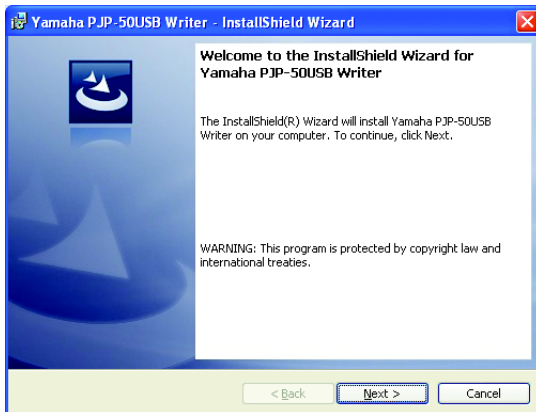 Yamaha PJP-50USB Writer - InstallShield Wizard
Welcome to the InstallShield Wizard for
Yamaha PJP-50USB Writer
The InstallShield(R) Wizard will install Yamaha PJP-50USB
Writer on your computer. To continue, click Next.
WARNING: This program is protected by copyright law and
international treaties.
< Back Next > Cancel